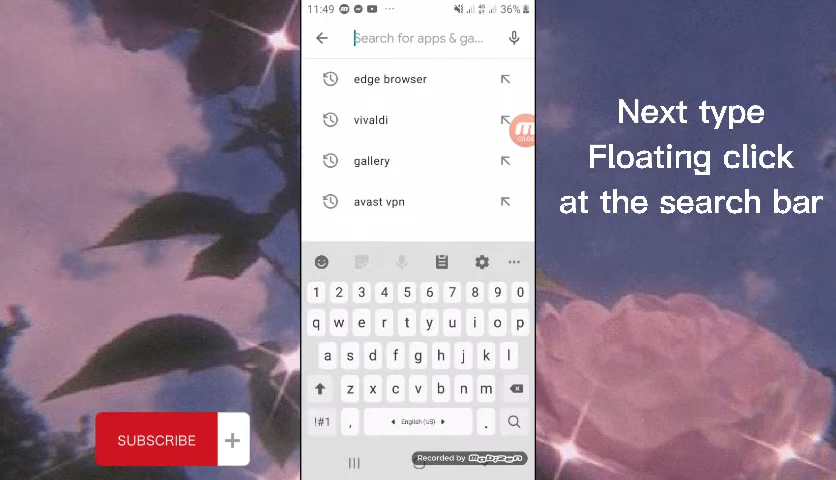 11:49
36%
Search for apps & ga...
edge browser
vivaldi
gallery
avast vpn
Next type
Floating click
at the search bar
1 2 3 4 5 6 7 8 9 0
q w e r t y u i o p
a s d f g h j k l
z x c v b n m
!#1 , English (US) .
SUBSCRIBE +
Recorded by mobizen